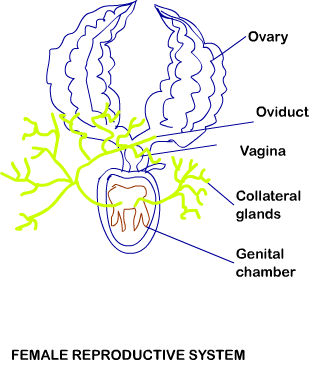 Ovary
Oviduct
Vagina
Collateral
glands
Genital
chamber
FEMALE REPRODUCTIVE SYSTEM